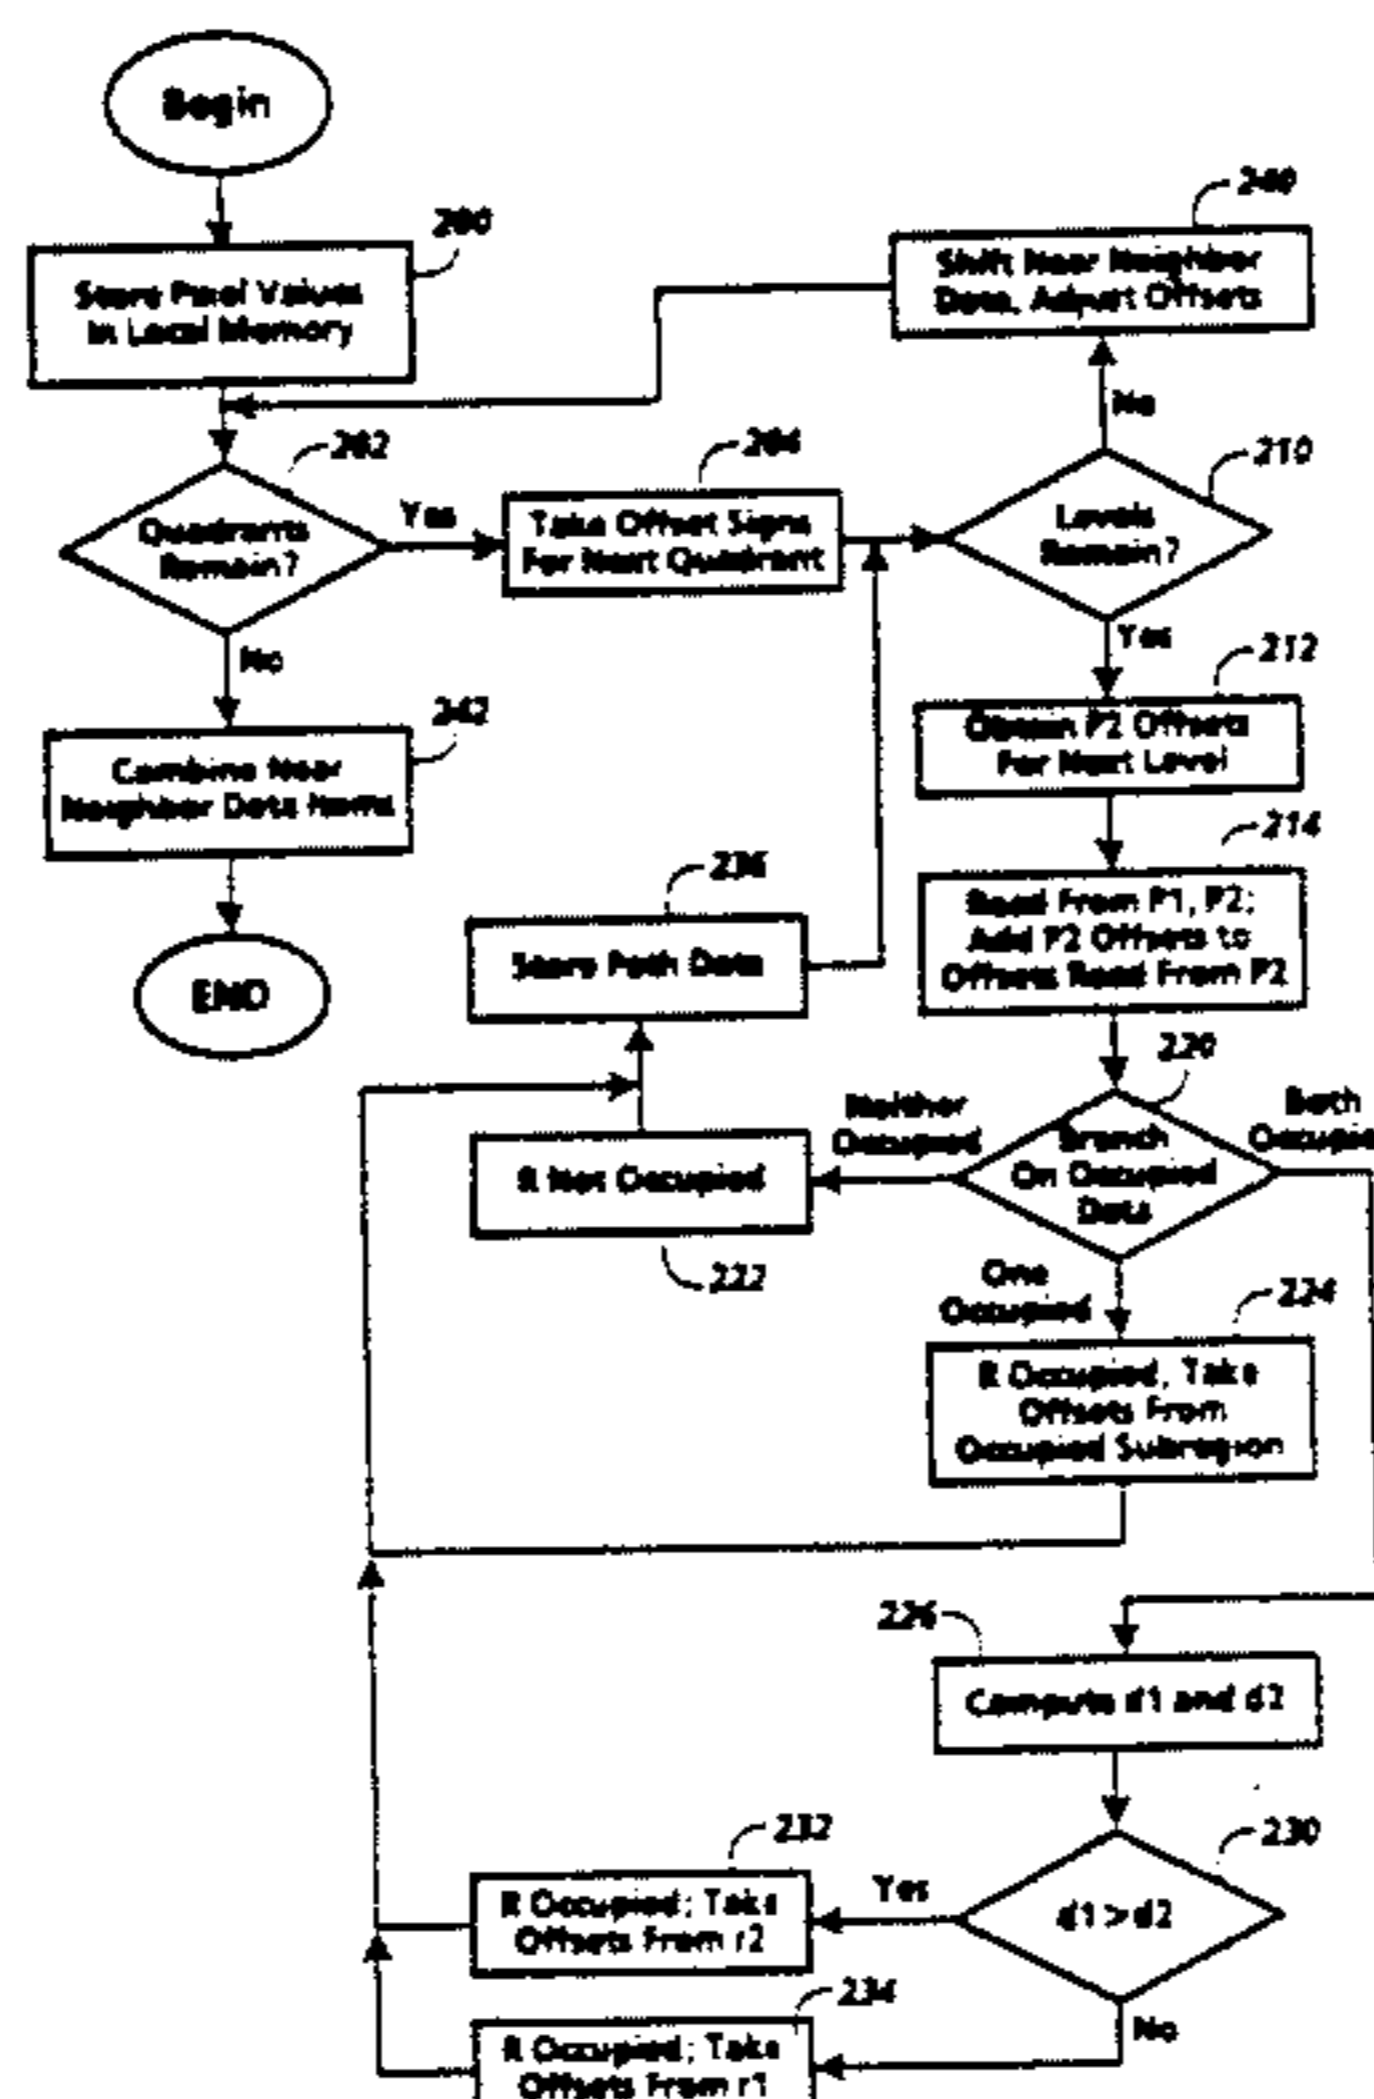 Begin
200
Store Pixel Values
In Local Memory
240
Shift Near Neighbor
Data, Adjust Offsets
No
202
Quadrants
Remain?
Yes
204
Take Offset Signs
For Next Quadrant
210
Levels
Remain?
Yes
No
212
Obtain P2 Offsets
For Next Level
242
Combine Near
Neighbor Data Items
214
Read From P1, P2;
Add P2 Offsets to
Offsets Read From P2
236
Store Path Data
END
220
Branch
On Occupied
Data
Neither
Occupied
Both
R Not Occupied
222
One
Occupied
224
R Occupied, Take
Offsets From
Occupied Subregion
226
Compute d1 and d2
230
d1 > d2
Yes
232
R Occupied; Take
Offsets From r2
No
234
R Occupied; Take
Offsets From r1